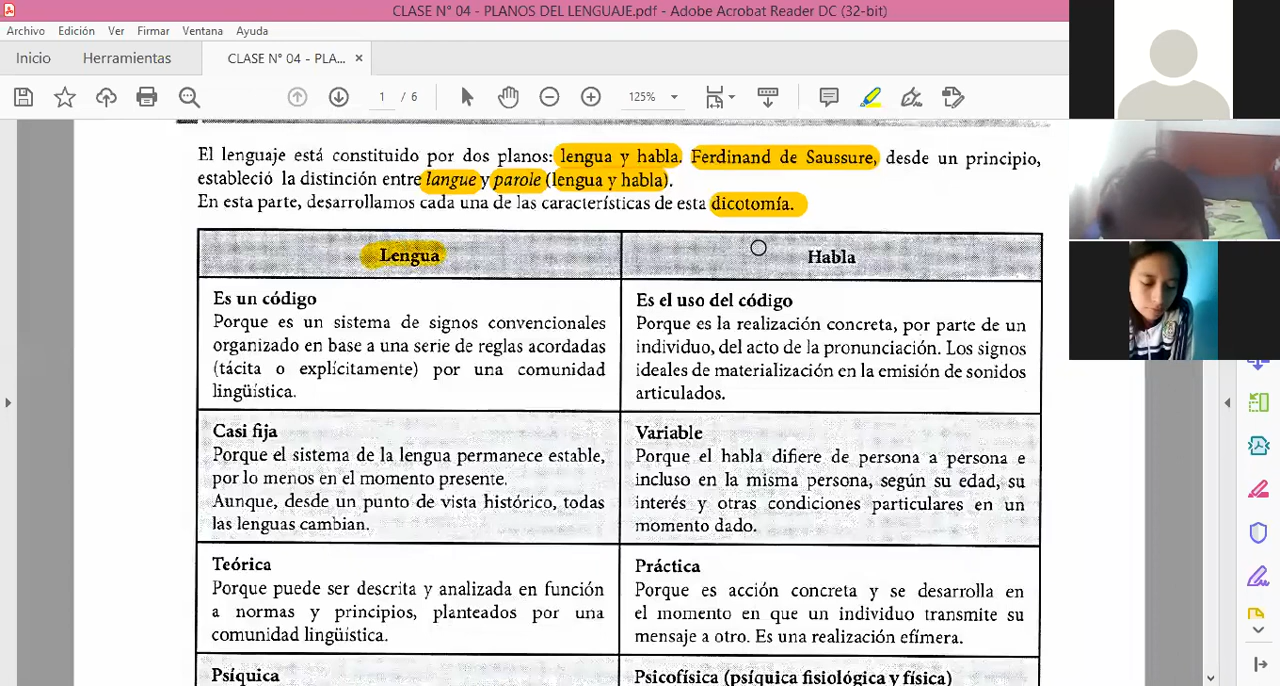 CLASE N° 04 - PLANOS DEL LENGUAJE.pdf - Adobe Acrobat Reader DC (32-bit)
Archivo Edición Ver Firmar Ventana Ayuda
Inicio Herramientas CLASE N° 04 - PLA... ×
1 / 6 125%
El lenguaje está constituido por dos planos: lengua y habla. Ferdinand de Saussure, desde un principio,
estableció la distinción entre langue y parole (lengua y habla).
En esta parte, desarrollamos cada una de las características de esta dicotomía.
Lengua
Habla
Es un código
Porque es un sistema de signos convencionales
organizado en base a una serie de reglas acordadas
(tácita o explícitamente) por una comunidad
lingüística.
Es el uso del código
Porque es la realización concreta, por parte de un
individuo, del acto de la pronunciación. Los signos
ideales de materialización en la emisión de sonidos
articulados.
Casi fija
Porque el sistema de la lengua permanece estable,
por lo menos en el momento presente.
Aunque, desde un punto de vista histórico, todas
las lenguas cambian.
Variable
Porque el habla difiere de persona a persona e
incluso en la misma persona, según su edad, su
interés y otras condiciones particulares en un
momento dado.
Teórica
Porque puede ser descrita y analizada en función
a normas y principios, planteados por una
comunidad lingüística.
Práctica
Porque es acción concreta y se desarrolla en
el momento en que un individuo transmite su
mensaje a otro. Es una realización efímera.
Psíquica
Psicofísica (psíquica fisiológica y física)